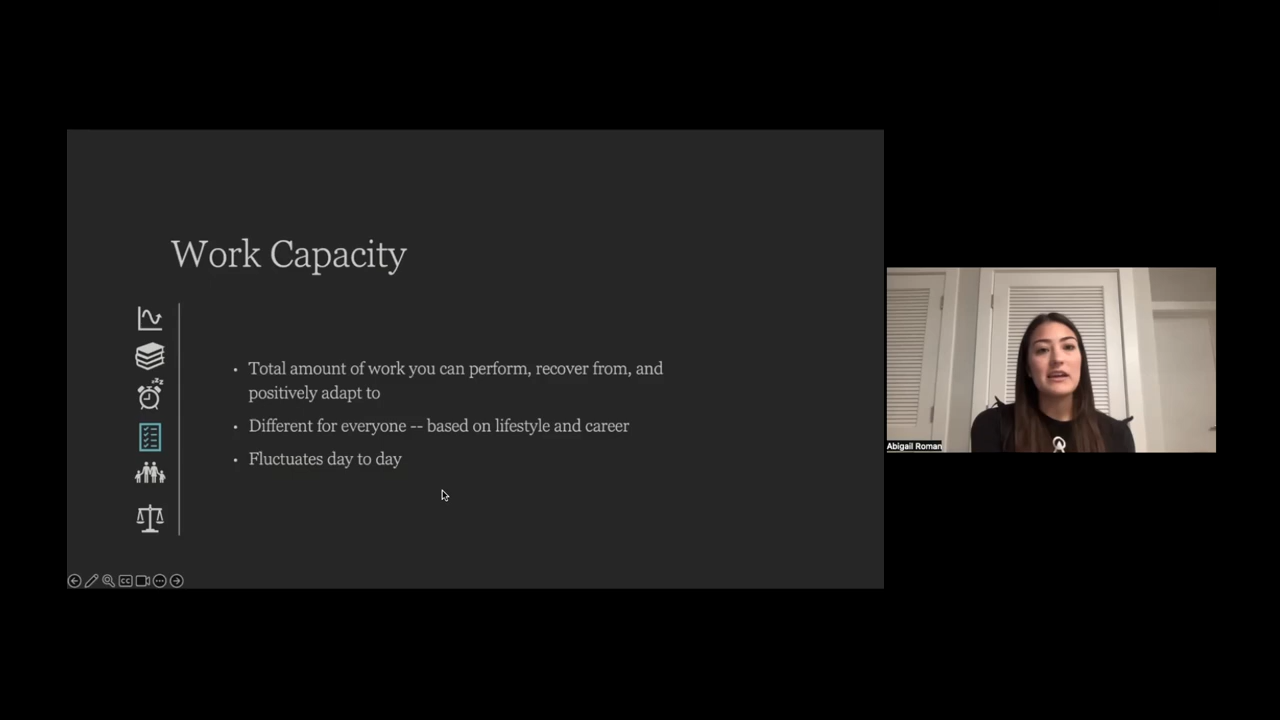 Work Capacity
• Total amount of work you can perform, recover from, and
positively adapt to
• Different for everyone -- based on lifestyle and career
• Fluctuates day to day
CC
Abigail Roman